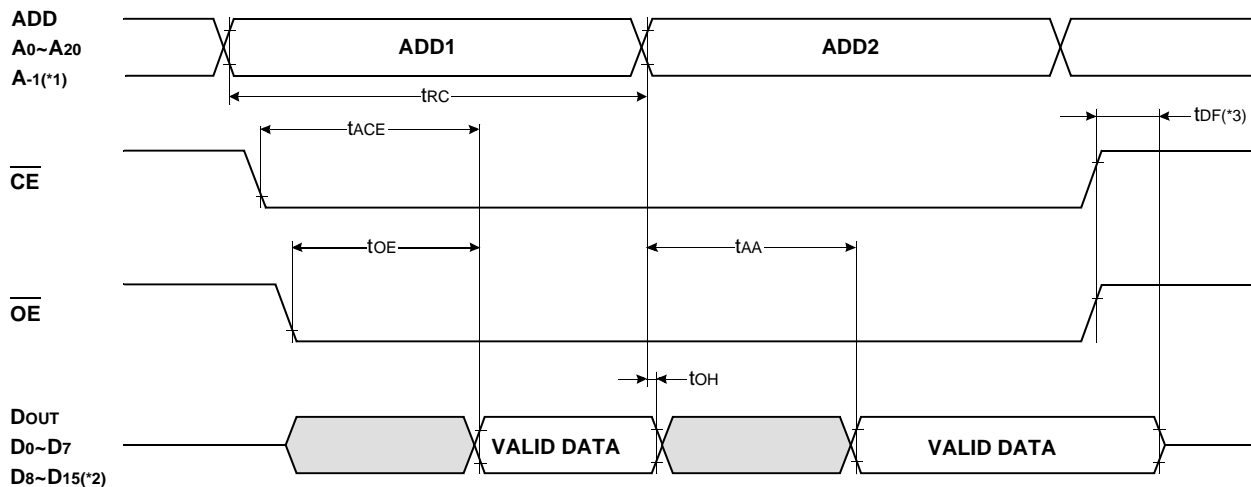 ADD
A0~A20
A-1(*1)
ADD1
ADD2
tRC
tACE
tDF(*3)
CE
tOE
tAA
OE
tOH
DOUT
D0~D7
D8~D15(*2)
VALID DATA
VALID DATA